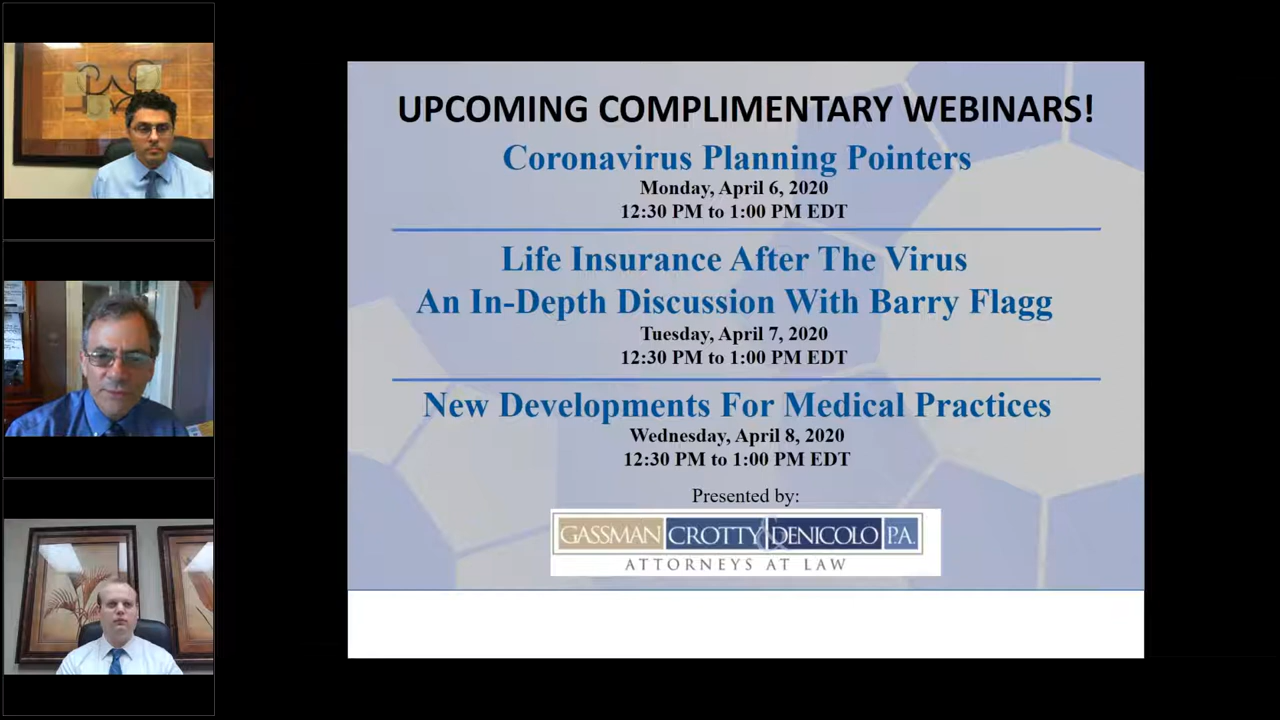 UPCOMING COMPLIMENTARY WEBINARS!
Coronavirus Planning Pointers
Monday, April 6, 2020
12:30 PM to 1:00 PM EDT
Life Insurance After The Virus
An In-Depth Discussion With Barry Flagg
Tuesday, April 7, 2020
12:30 PM to 1:00 PM EDT
New Developments For Medical Practices
Wednesday, April 8, 2020
12:30 PM to 1:00 PM EDT
Presented by:
GASSMAN CROTTY & DENICOLO P.A.
ATTORNEYS AT LAW